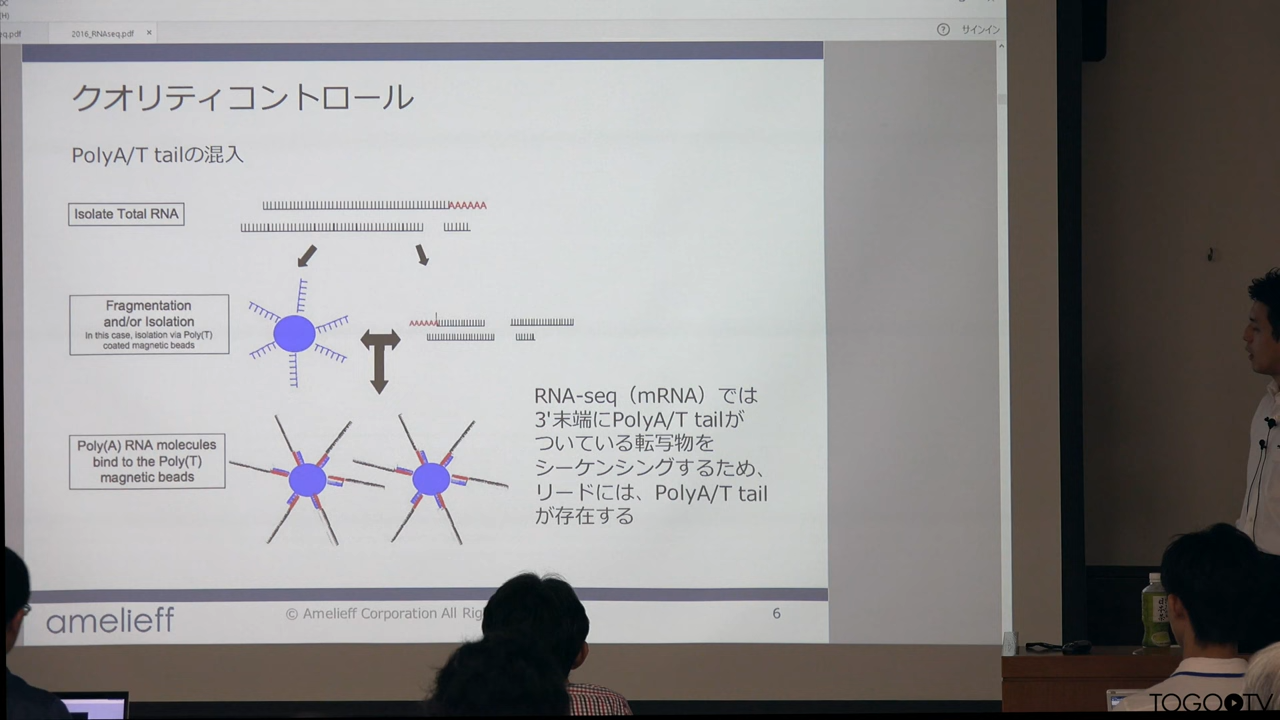 (H)
q.pdf
2016_RNAseq.pdf ×
サインイン
クオリティコントロール
PolyA/T tailの混入
Isolate Total RNA
AAAAAA
Fragmentation
and/or Isolation
In this case, isolation via Poly(T)
coated magnetic beads
AAAAAA
Poly(A) RNA molecules
bind to the Poly(T)
magnetic beads
RNA-seq（mRNA）では
3'末端にPolyA/T tailが
ついている転写物を
シーケンシングするため、
リードには、PolyA/T tail
が存在する
amelieff
© Amelieff Corporation All Rig
6
TOGO TV